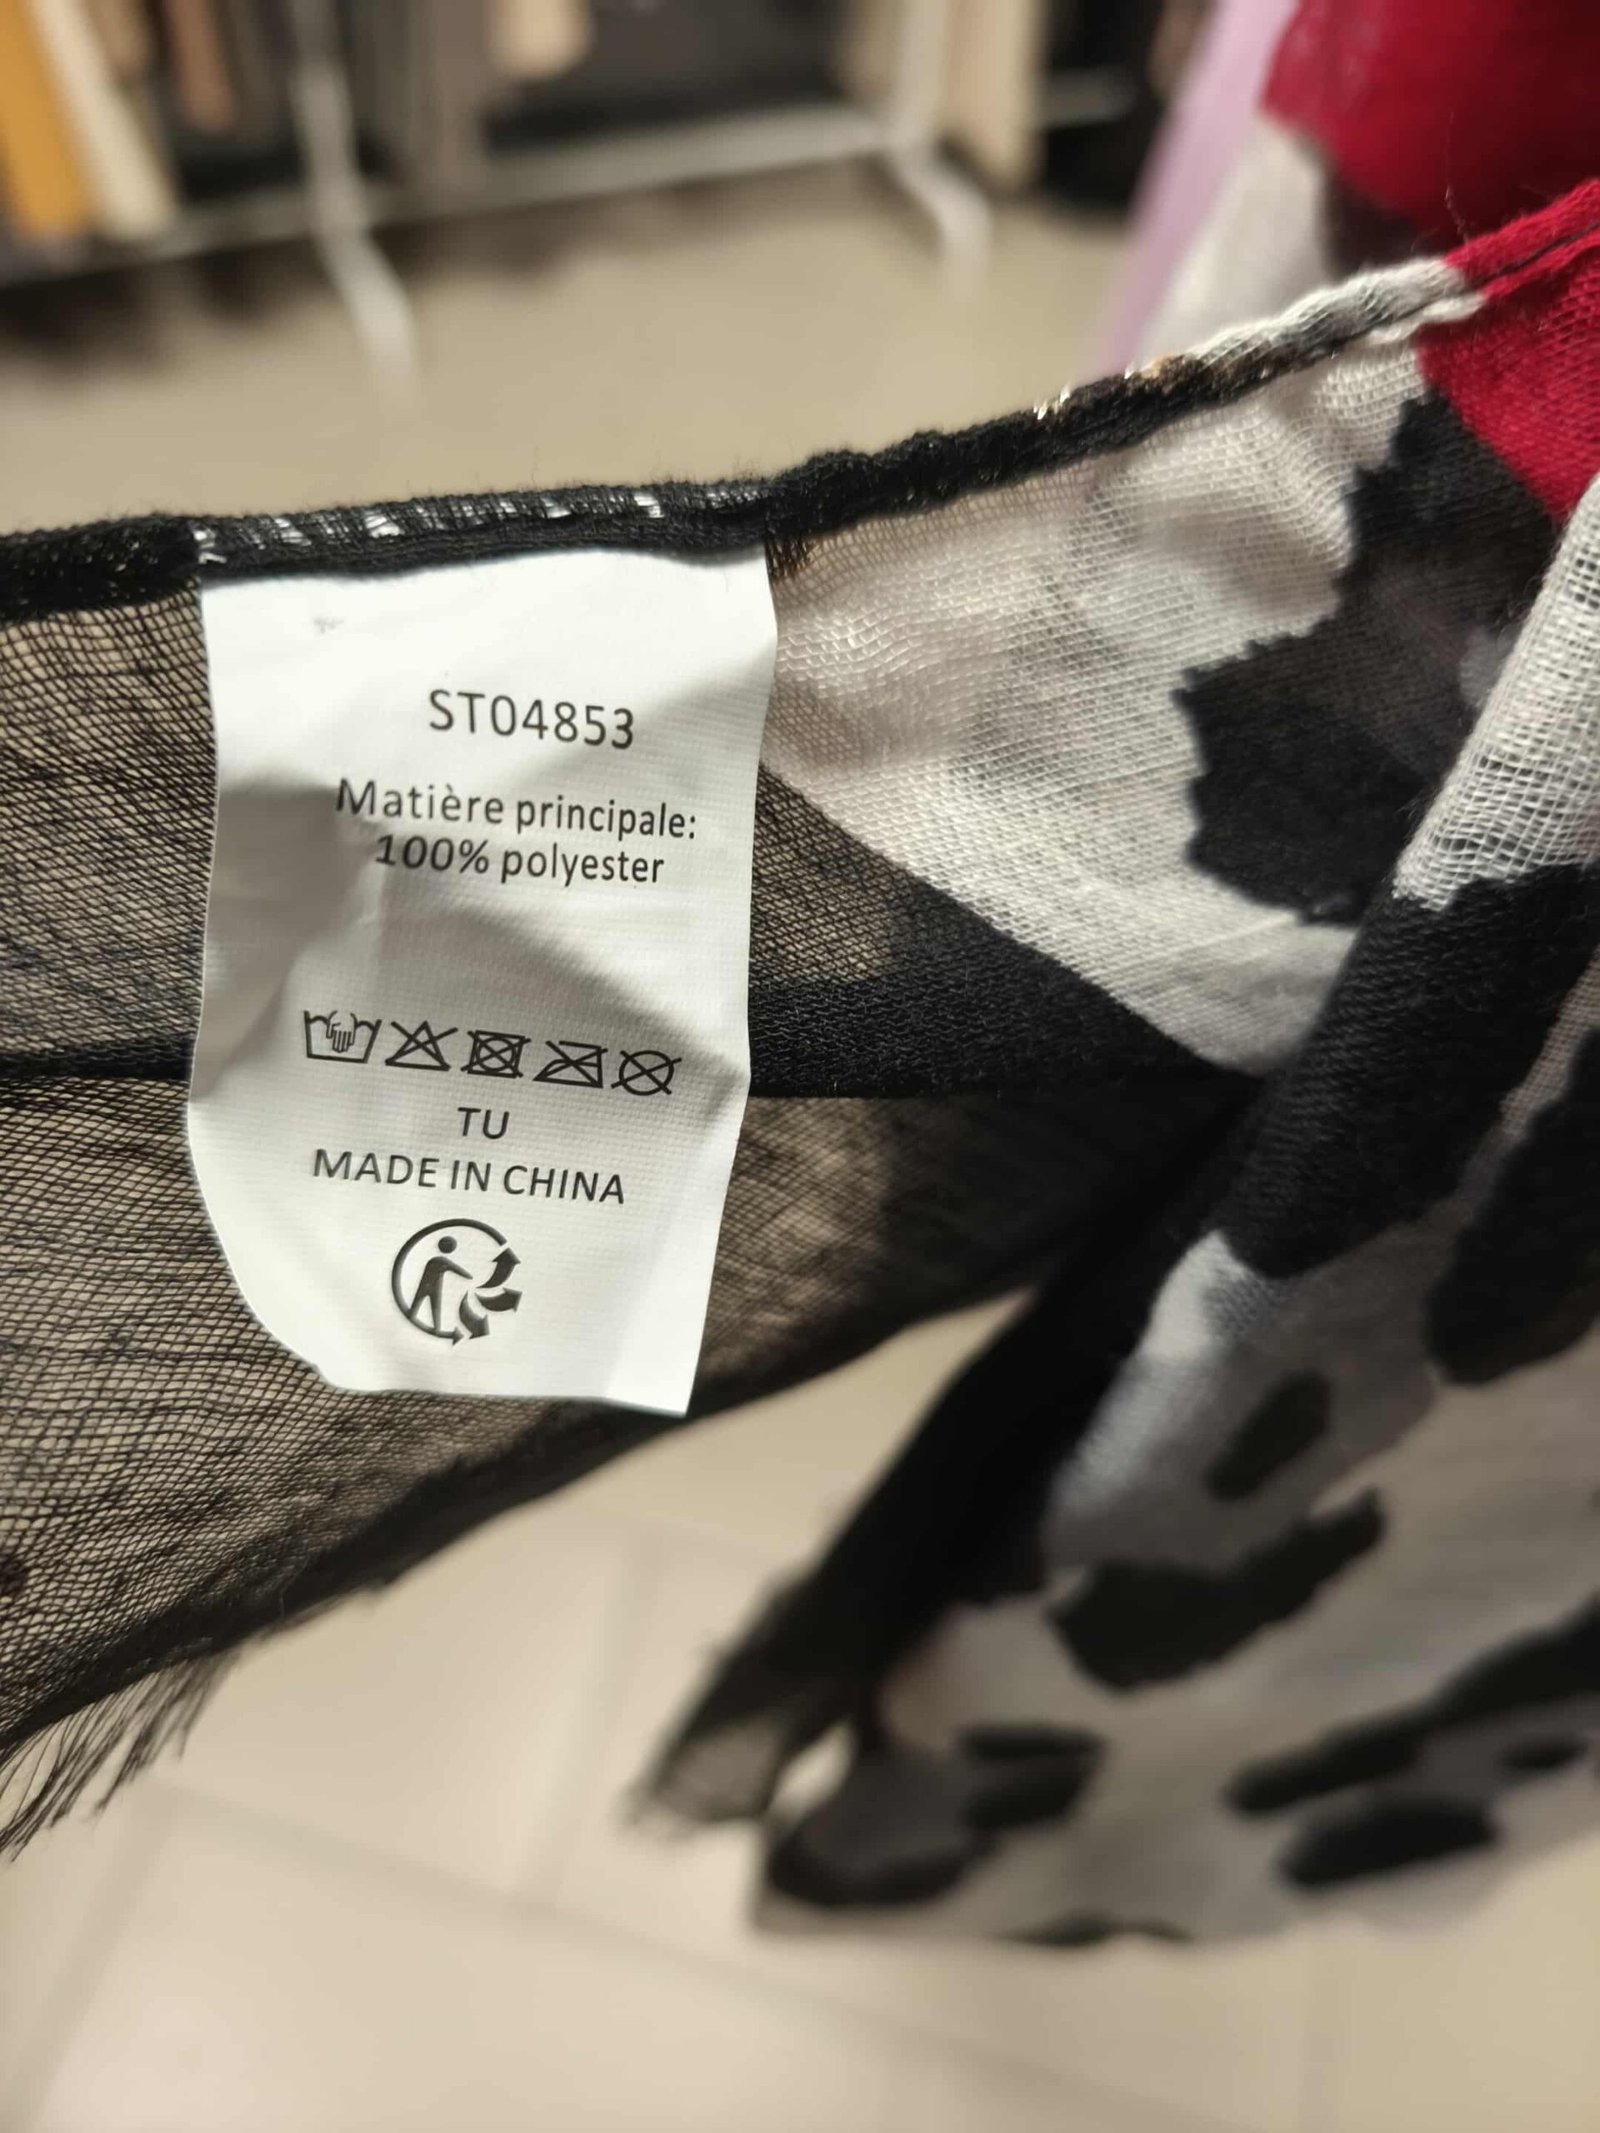 ST04853
Matière principale:
100% polyester
TU
MADE IN CHINA